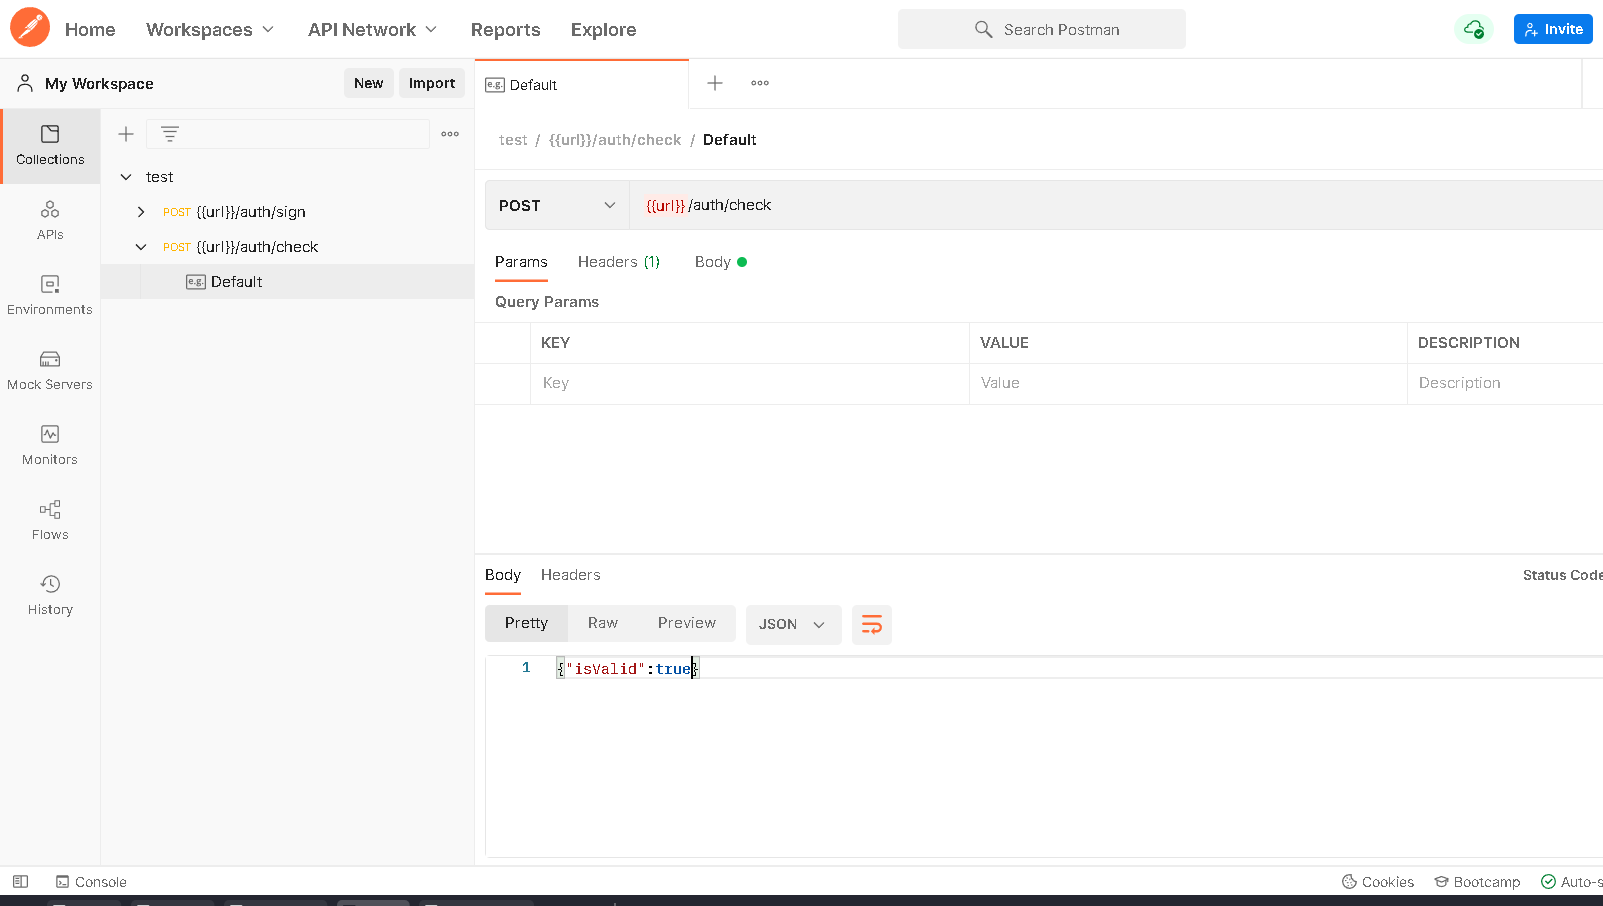 Home Workspaces API Network Reports Explore Search Postman Invite
My Workspace New Import
e.g. Default
Collections
APIs
Environments
Mock Servers
Monitors
Flows
History
test
POST {{url}}/auth/sign
POST {{url}}/auth/check
e.g. Default
test / {{url}}/auth/check / Default
POST {{url}}/auth/check
Params Headers (1) Body
Query Params
KEY VALUE DESCRIPTION
Key Value Description
Body Headers Status Code
Pretty Raw Preview JSON
1 {"isValid":true}
Console Cookies Bootcamp Auto-s